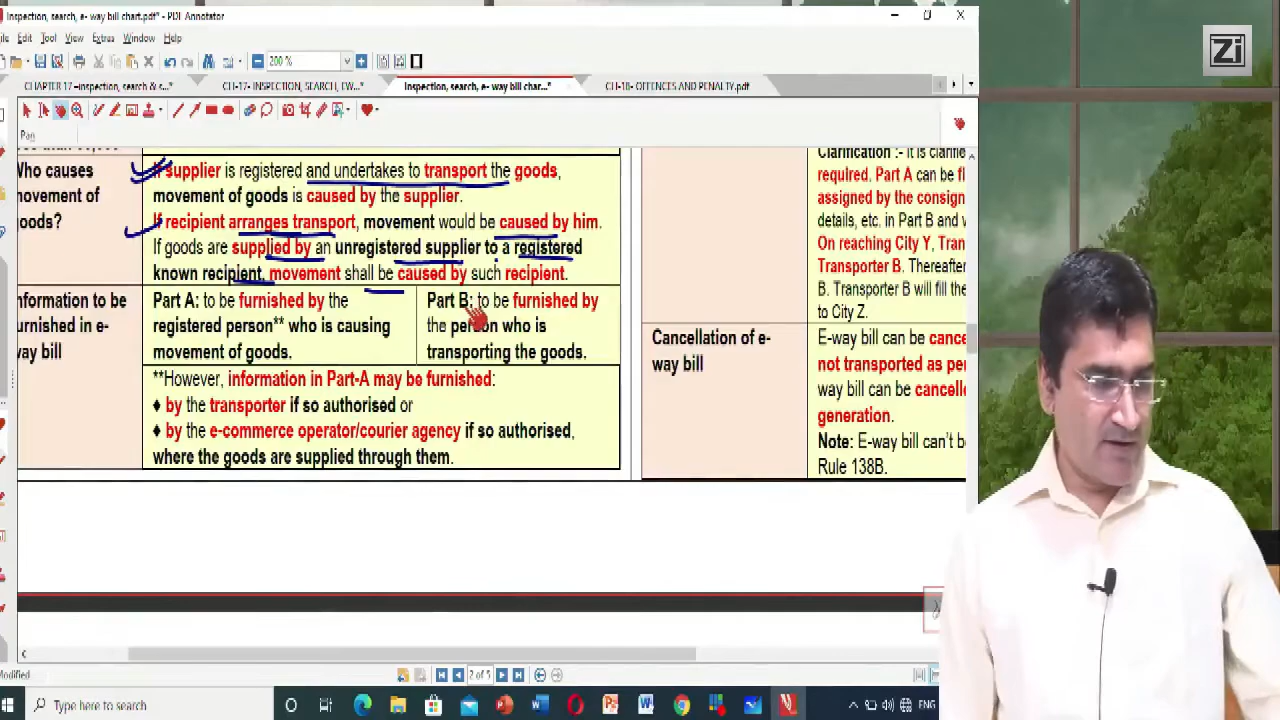 Inspection, search, e- way bill chart.pdf* - PDF Annotator
Edit Tool View Extras Window Help
200 %
CHAPTER 17 –inspection, search & s...*
CH-17- INSPECTION, SEARCH, EW...*
Inspection, search, e- way bill char...*
CH-18- OFFENCES AND PENALTY.pdf
Pan
Zi
Who causes
movement of
goods?
If supplier is registered and undertakes to transport the goods,
movement of goods is caused by the supplier.
If recipient arranges transport, movement would be caused by him.
If goods are supplied by an unregistered supplier to a registered
known recipient, movement shall be caused by such recipient.
Information to be
furnished in e-
way bill
Part A: to be furnished by the
registered person** who is causing
movement of goods.
Part B: to be furnished by
the person who is
transporting the goods.
**However, information in Part-A may be furnished:
♦ by the transporter if so authorised or
♦ by the e-commerce operator/courier agency if so authorised,
where the goods are supplied through them.
Clarification :- It is clarifie
required. Part A can be fi
assigned by the consign
details, etc. in Part B and
On reaching City Y, Tran
Transporter B. Thereafter
B. Transporter B will fill the
to City Z.
Cancellation of e-
way bill
E-way bill can be cance
not transported as per
way bill can be cancelle
generation.
Note: E-way bill can't b
Rule 138B.
Modified
2 of 5
Type here to search
ENG